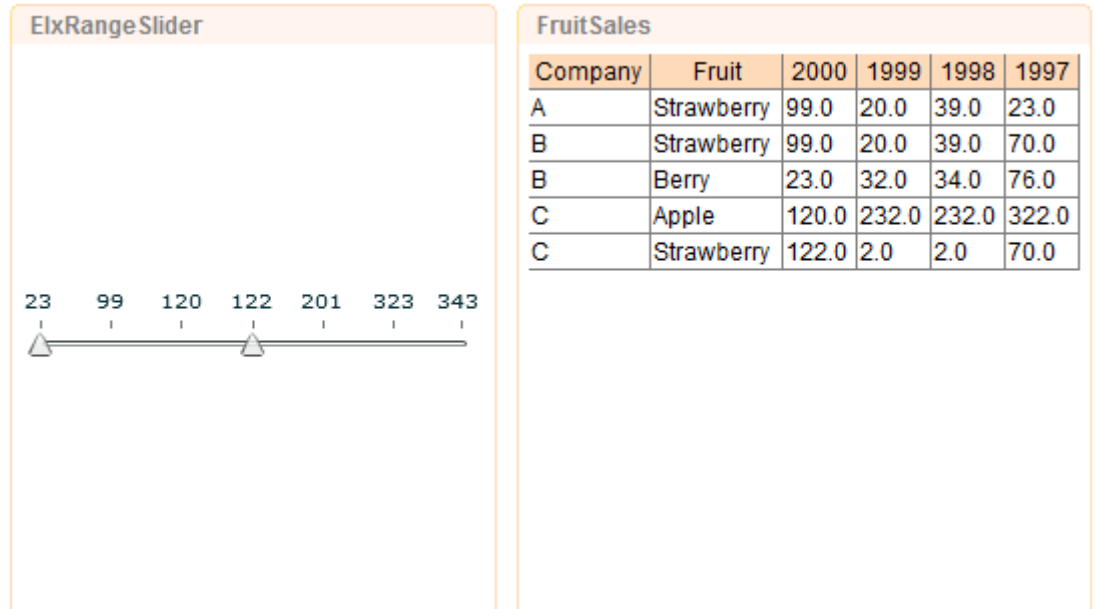 ElxRangeSlider
23 99 120 122 201 323 343
FruitSales
Company Fruit 2000 1999 1998 1997
A Strawberry 99.0 20.0 39.0 23.0
B Strawberry 99.0 20.0 39.0 70.0
B Berry 23.0 32.0 34.0 76.0
C Apple 120.0 232.0 232.0 322.0
C Strawberry 122.0 2.0 2.0 70.0